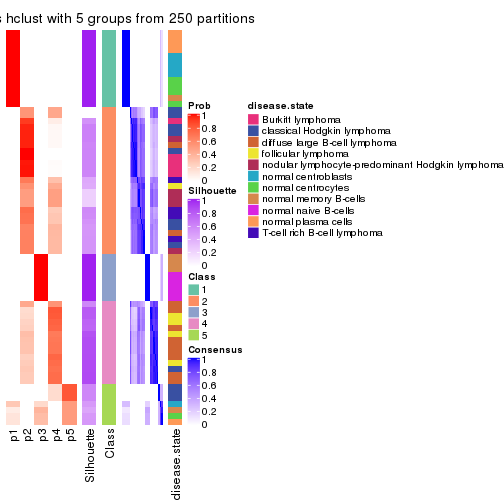 s hclust with 5 groups from 250 partitions
Prob
1
0.8
0.6
0.4
0.2
0
Silhouette
1
0.8
0.6
0.4
0.2
0
Class
1
2
3
4
5
Consensus
1
0.8
0.6
0.4
0.2
0
disease.state
Burkitt lymphoma
classical Hodgkin lymphoma
diffuse large B-cell lymphoma
follicular lymphoma
nodular lymphocyte-predominant Hodgkin lymphoma
normal centroblasts
normal centrocytes
normal memory B-cells
normal naive B-cells
normal plasma cells
T-cell rich B-cell lymphoma
p1
p2
p3
p4
p5
Silhouette
Class
disease.state